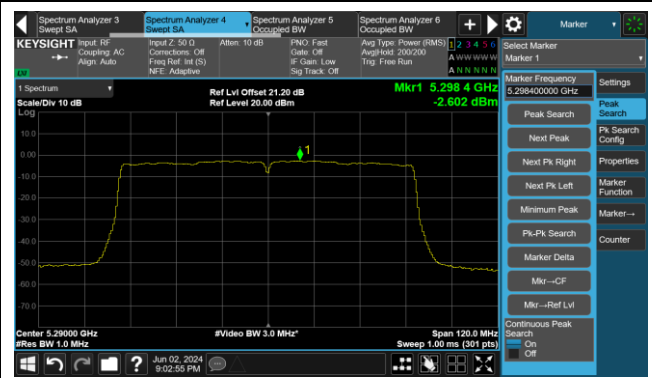 Spectrum Analyzer 3
Swept SA
Spectrum Analyzer 4
Swept SA
Spectrum Analyzer 5
Occupied BW
Spectrum Analyzer 6
Occupied BW
Marker
KEYSIGHT
Input: RF
Coupling: AC
Align: Auto
Input Z: 50 Ω
Corrections: Off
Freq Ref: Int (S)
NFE: Adaptive
Atten: 10 dB
PNO: Fast
Gate: Off
IF Gain: Low
Sig Track: Off
Avg Type: Power (RMS)
Avg|Hold: 200/200
Trig: Free Run
1 2 3 4 5 6
A W W W W W
A N N N N N
LXI
1 Spectrum
Scale/Div 10 dB
Log
Ref Lvl Offset 21.20 dB
Ref Level 20.00 dBm
Mkr1 5.298 4 GHz
-2.602 dBm
10.0
0.00
-10.0
-20.0
-30.0
-40.0
-50.0
-60.0
-70.0
1
Center 5.29000 GHz
#Res BW 1.0 MHz
#Video BW 3.0 MHz*
Span 120.0 MHz
Sweep 1.00 ms (301 pts)
Jun 02, 2024
9:02:55 PM
Select Marker
Marker 1
Marker Frequency
5.298400000 GHz
Peak Search
Next Peak
Next Pk Right
Next Pk Left
Minimum Peak
Pk-Pk Search
Marker Delta
Mkr→CF
Mkr→Ref Lvl
Continuous Peak
Search
On
Off
Settings
Peak
Search
Pk Search
Config
Properties
Marker
Function
Marker→
Counter